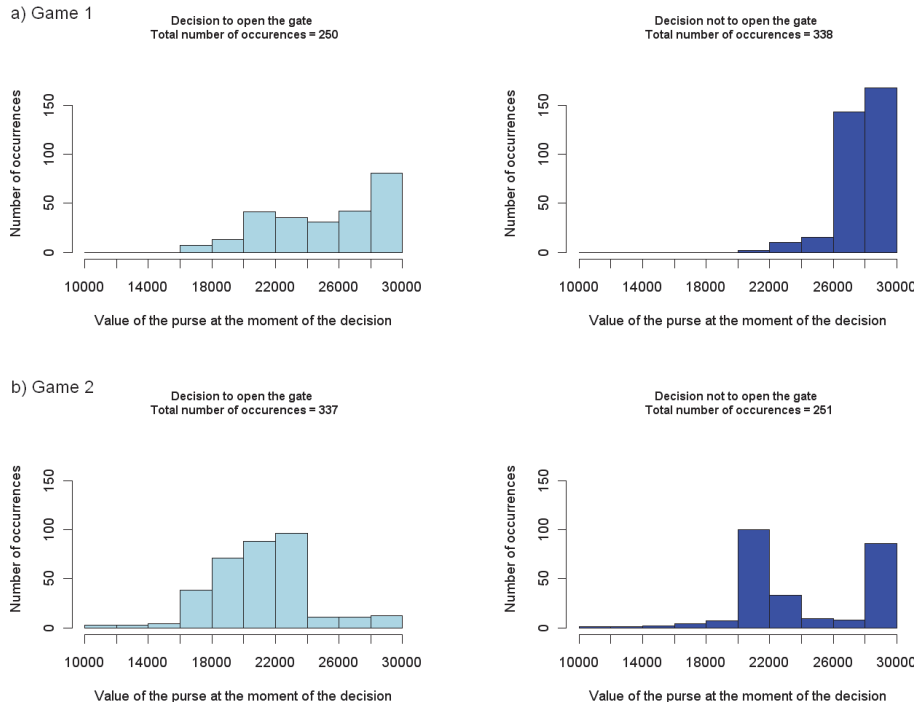 a) Game 1
Decision to open the gate
Total number of occurences = 250
Number of occurrences
0 50 100 150
10000 14000 18000 22000 26000 30000
Value of the purse at the moment of the decision
Decision not to open the gate
Total number of occurences = 338
Number of occurrences
0 50 100 150
10000 14000 18000 22000 26000 30000
Value of the purse at the moment of the decision
b) Game 2
Decision to open the gate
Total number of occurences = 337
Number of occurrences
0 50 100 150
10000 14000 18000 22000 26000 30000
Value of the purse at the moment of the decision
Decision not to open the gate
Total number of occurences = 251
Number of occurrences
0 50 100 150
10000 14000 18000 22000 26000 30000
Value of the purse at the moment of the decision